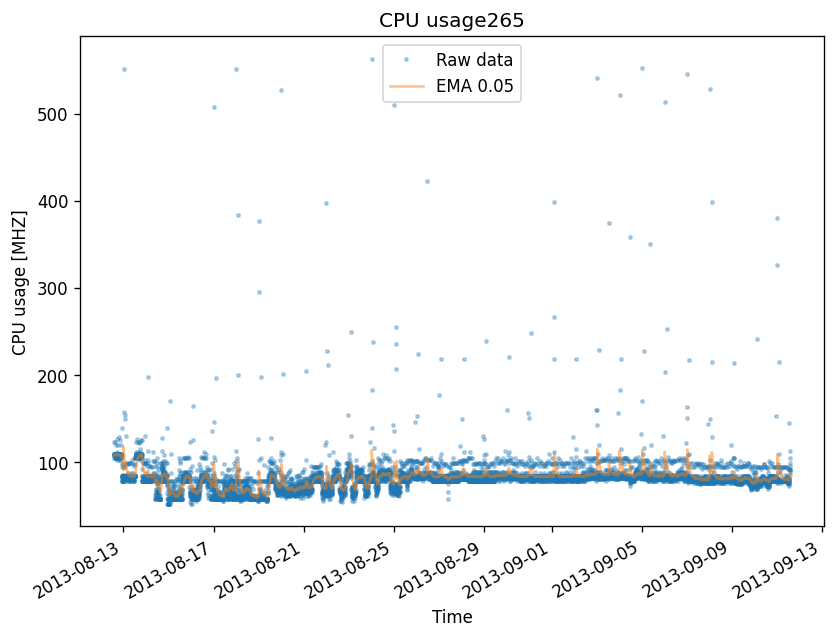 CPU usage265
Raw data
EMA 0.05
CPU usage [MHZ]
500
400
300
200
100
2013-08-13
2013-08-17
2013-08-21
2013-08-25
2013-08-29
2013-09-01
2013-09-05
2013-09-09
2013-09-13
Time